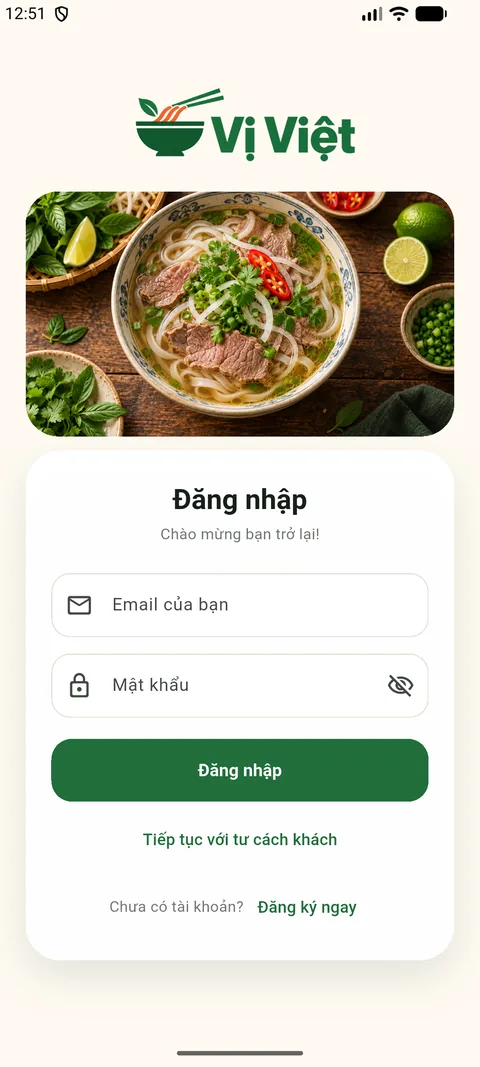 12:51
Vị Việt
Đăng nhập
Chào mừng bạn trở lại!
Email của bạn
Mật khẩu
Đăng nhập
Tiếp tục với tư cách khách
Chưa có tài khoản? Đăng ký ngay